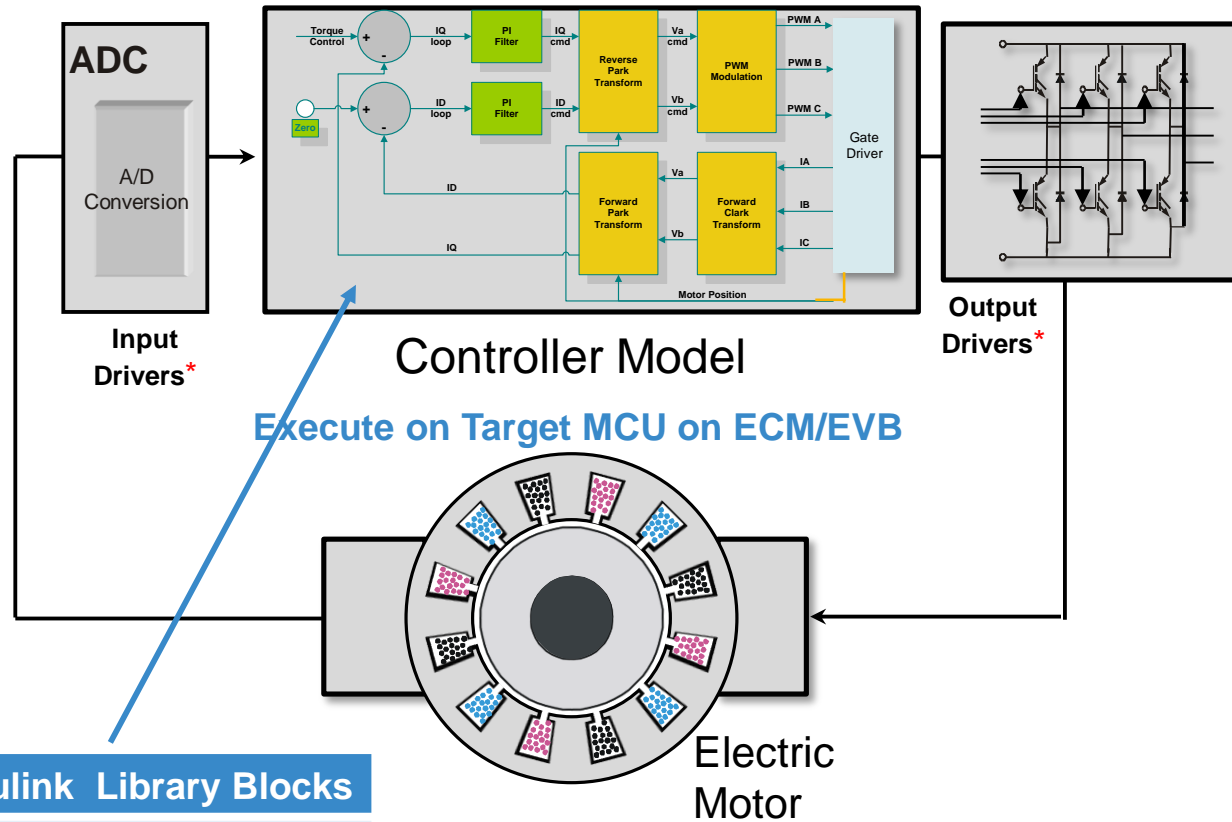 ADC
A/D
Conversion
Input
Drivers*
Torque
Control
+
-
IQ
loop
PI
Filter
IQ
cmd
Reverse
Park
Transform
Va
cmd
PWM
Modulation
PWM A
PWM B
PWM C
Zero
+
-
ID
loop
PI
Filter
ID
cmd
Vb
cmd
Gate
Driver
ID
IQ
Forward
Park
Transform
Va
Vb
Forward
Clark
Transform
IA
IB
IC
Motor Position
Output
Drivers*
Controller Model
Execute on Target MCU on ECM/EVB
Electric
Motor
Library Blocks